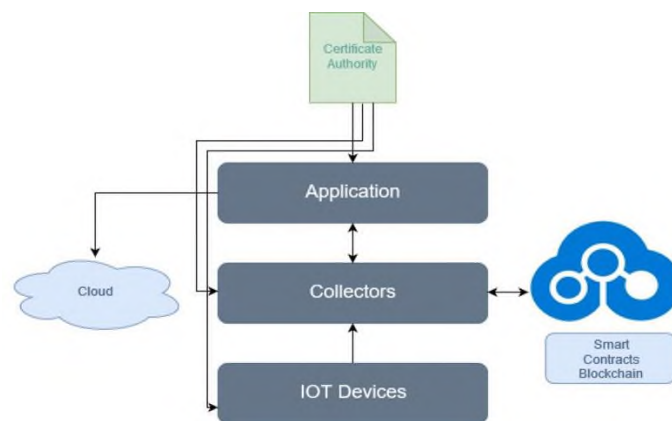 Certificate
Authority
Application
Cloud
Collectors
Smart
Contracts
Blockchain
IOT Devices